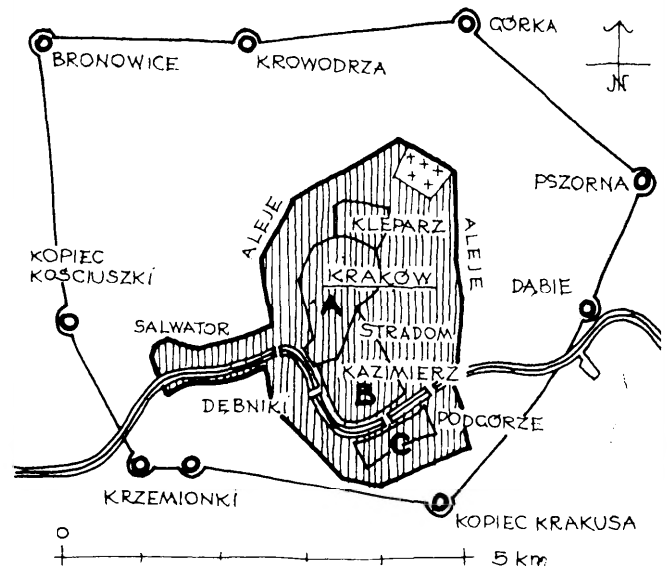 GÓRKA
BRONOWICE
KROWODRZA
N
PSZORNA
ALEJE
KLEPARZ
ALEJE
KOPIEC
KOŚCIUSZKI
KRAKÓW
DĄBIE
A
SALWATOR
STRADOM
KAZIMIERZ
B
DĘBNIKI
PODGÓRZE
C
KRZEMIONKI
KOPIEC KRAKUSA
0
5 km